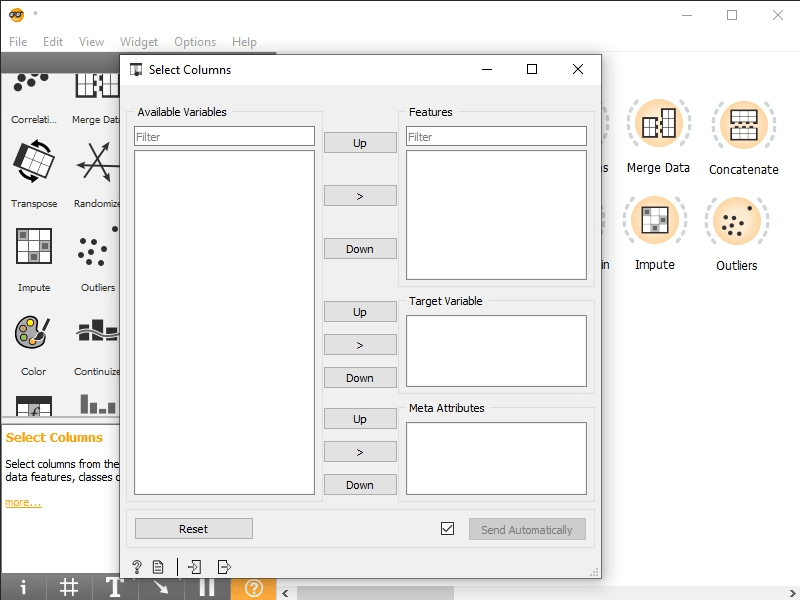 *
File Edit View Widget Options Help
Select Columns
Correlati...
Merge Data
Transpose
Randomize
Impute
Outliers
Color
Continuize
Select Columns
Select columns from the
data features, classes o
more...
Available Variables
Filter
Up
>
Down
Up
>
Down
Up
>
Down
Features
Filter
Target Variable
Meta Attributes
Reset
Send Automatically
?
i
#
T
?
<
>
Merge Data
Concatenate
Impute
Outliers